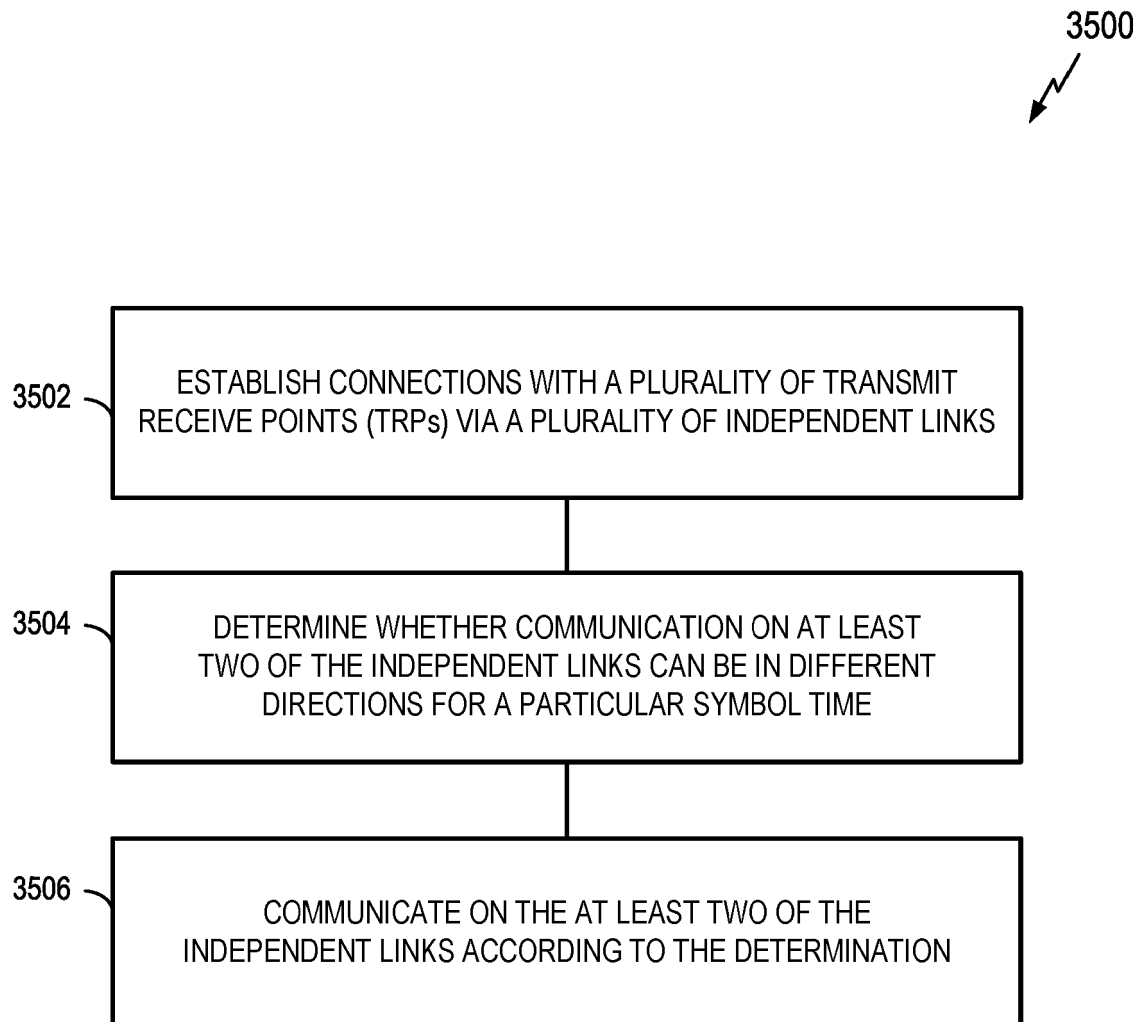 3500
3502
ESTABLISH CONNECTIONS WITH A PLURALITY OF TRANSMIT
RECEIVE POINTS (TRPs) VIA A PLURALITY OF INDEPENDENT LINKS
3504
DETERMINE WHETHER COMMUNICATION ON AT LEAST
TWO OF THE INDEPENDENT LINKS CAN BE IN DIFFERENT
DIRECTIONS FOR A PARTICULAR SYMBOL TIME
3506
COMMUNICATE ON THE AT LEAST TWO OF THE
INDEPENDENT LINKS ACCORDING TO THE DETERMINATION